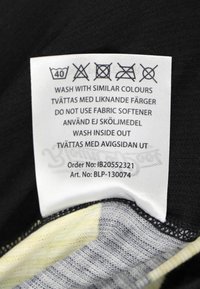 40
WASH WITH SIMILAR COLOURS
TVÄTTAS MED LIKNANDE FÄRGER
DO NOT USE FABRIC SOFTENER
ANVÄND EJ SKÖLJMEDEL
WASH INSIDE OUT
TVÄTTAS MED AVIGSIDAN UT
Order No: IB20552321
Art. No: BLP-130074